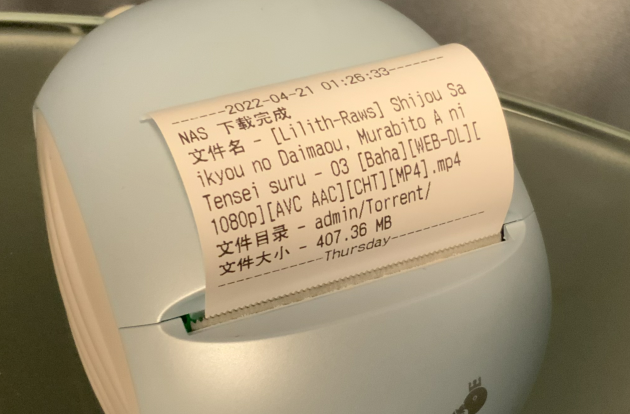 ------2022-04-21 01:26:33------
NAS 下载完成
文件名 - [Lilith-Raws] Shijou Sa
ikyou no Daimaou, Murabito A ni
Tensei suru - 03 [Baha][WEB-DL][
1080p][AVC AAC][CHT][MP4].mp4
文件目录 - admin/Torrent/
文件大小 - 407.36 MB
------------Thursday------------